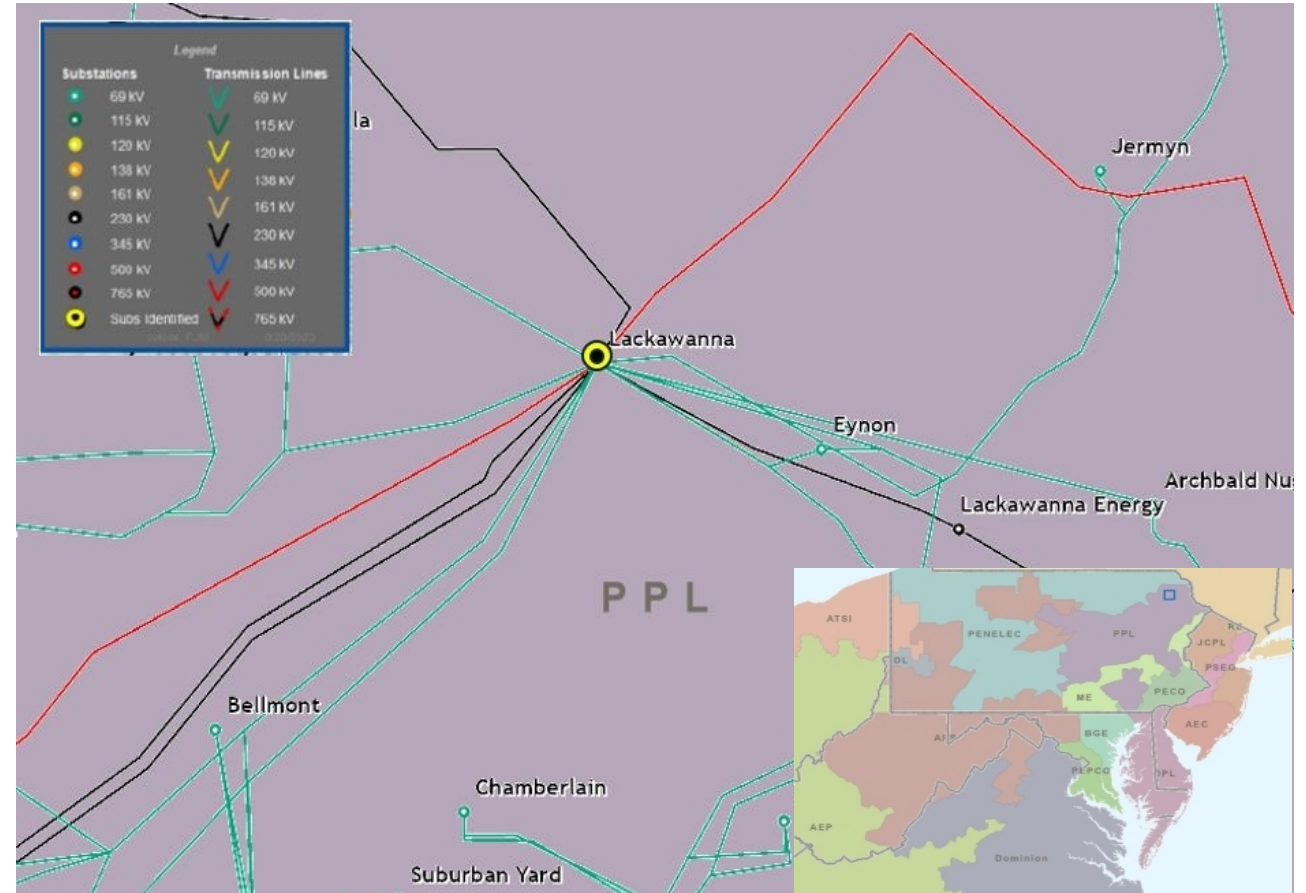 Legend
Substations Transmission Lines
69 kV 69 kV
115 kV 115 kV
120 kV 120 kV
138 kV 138 kV
161 kV 161 kV
230 kV 230 kV
345 kV 345 kV
500 kV 500 kV
765 kV 765 kV
Subs Identified
la
Jermyn
Lackawanna
Eynon
Archbald Nu
Lackawanna Energy
PPL
Bellmont
Chamberlain
Suburban Yard
ATSI
PENELEC
PPL
RE
JCPL
DL
PSEG
ME
PECO
AEC
BGE
PEPCO
DPL
AEP
Dominion